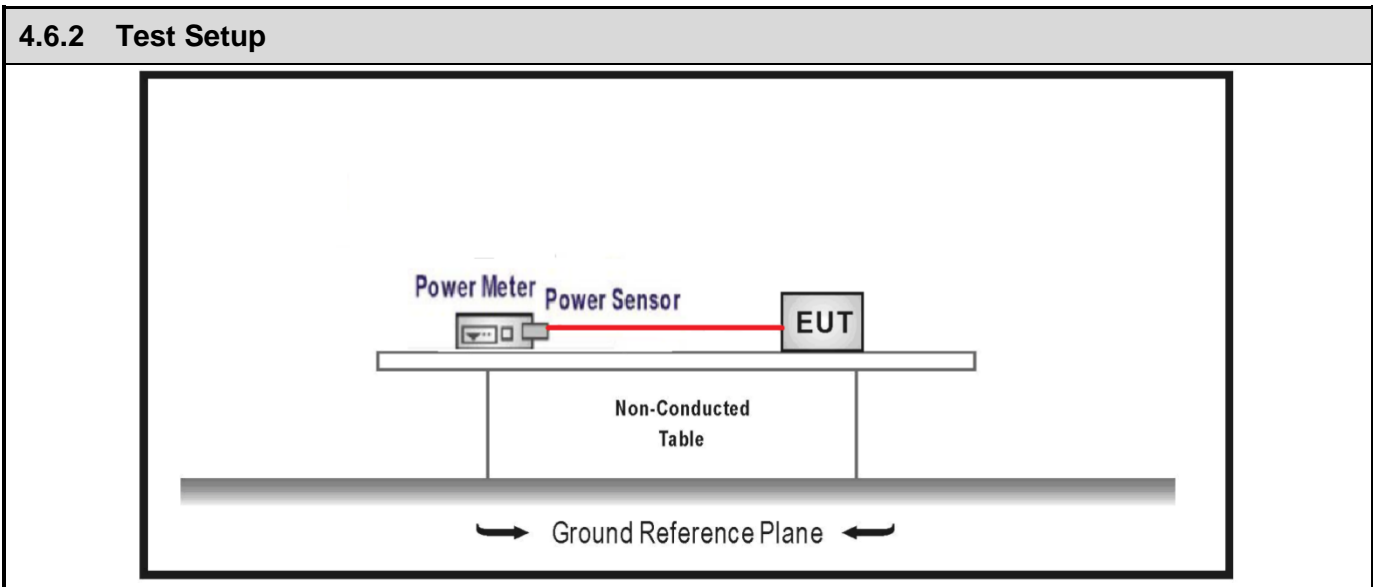 4.6.2 Test Setup
Power Meter
Power Sensor
EUT
Non-Conducted
Table
Ground Reference Plane